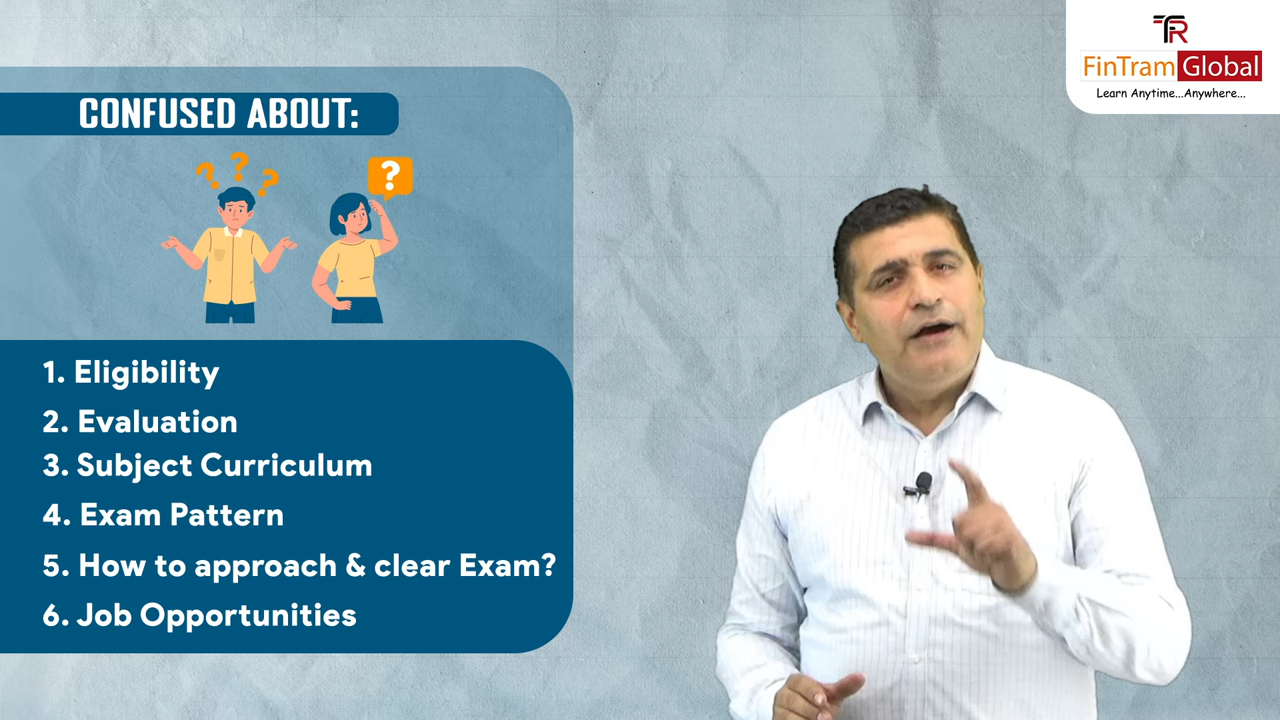 CONFUSED ABOUT:
? ? ?
?
1. Eligibility
2. Evaluation
3. Subject Curriculum
4. Exam Pattern
5. How to approach & clear Exam?
6. Job Opportunities
FR
FinTram Global
Learn Anytime...Anywhere...